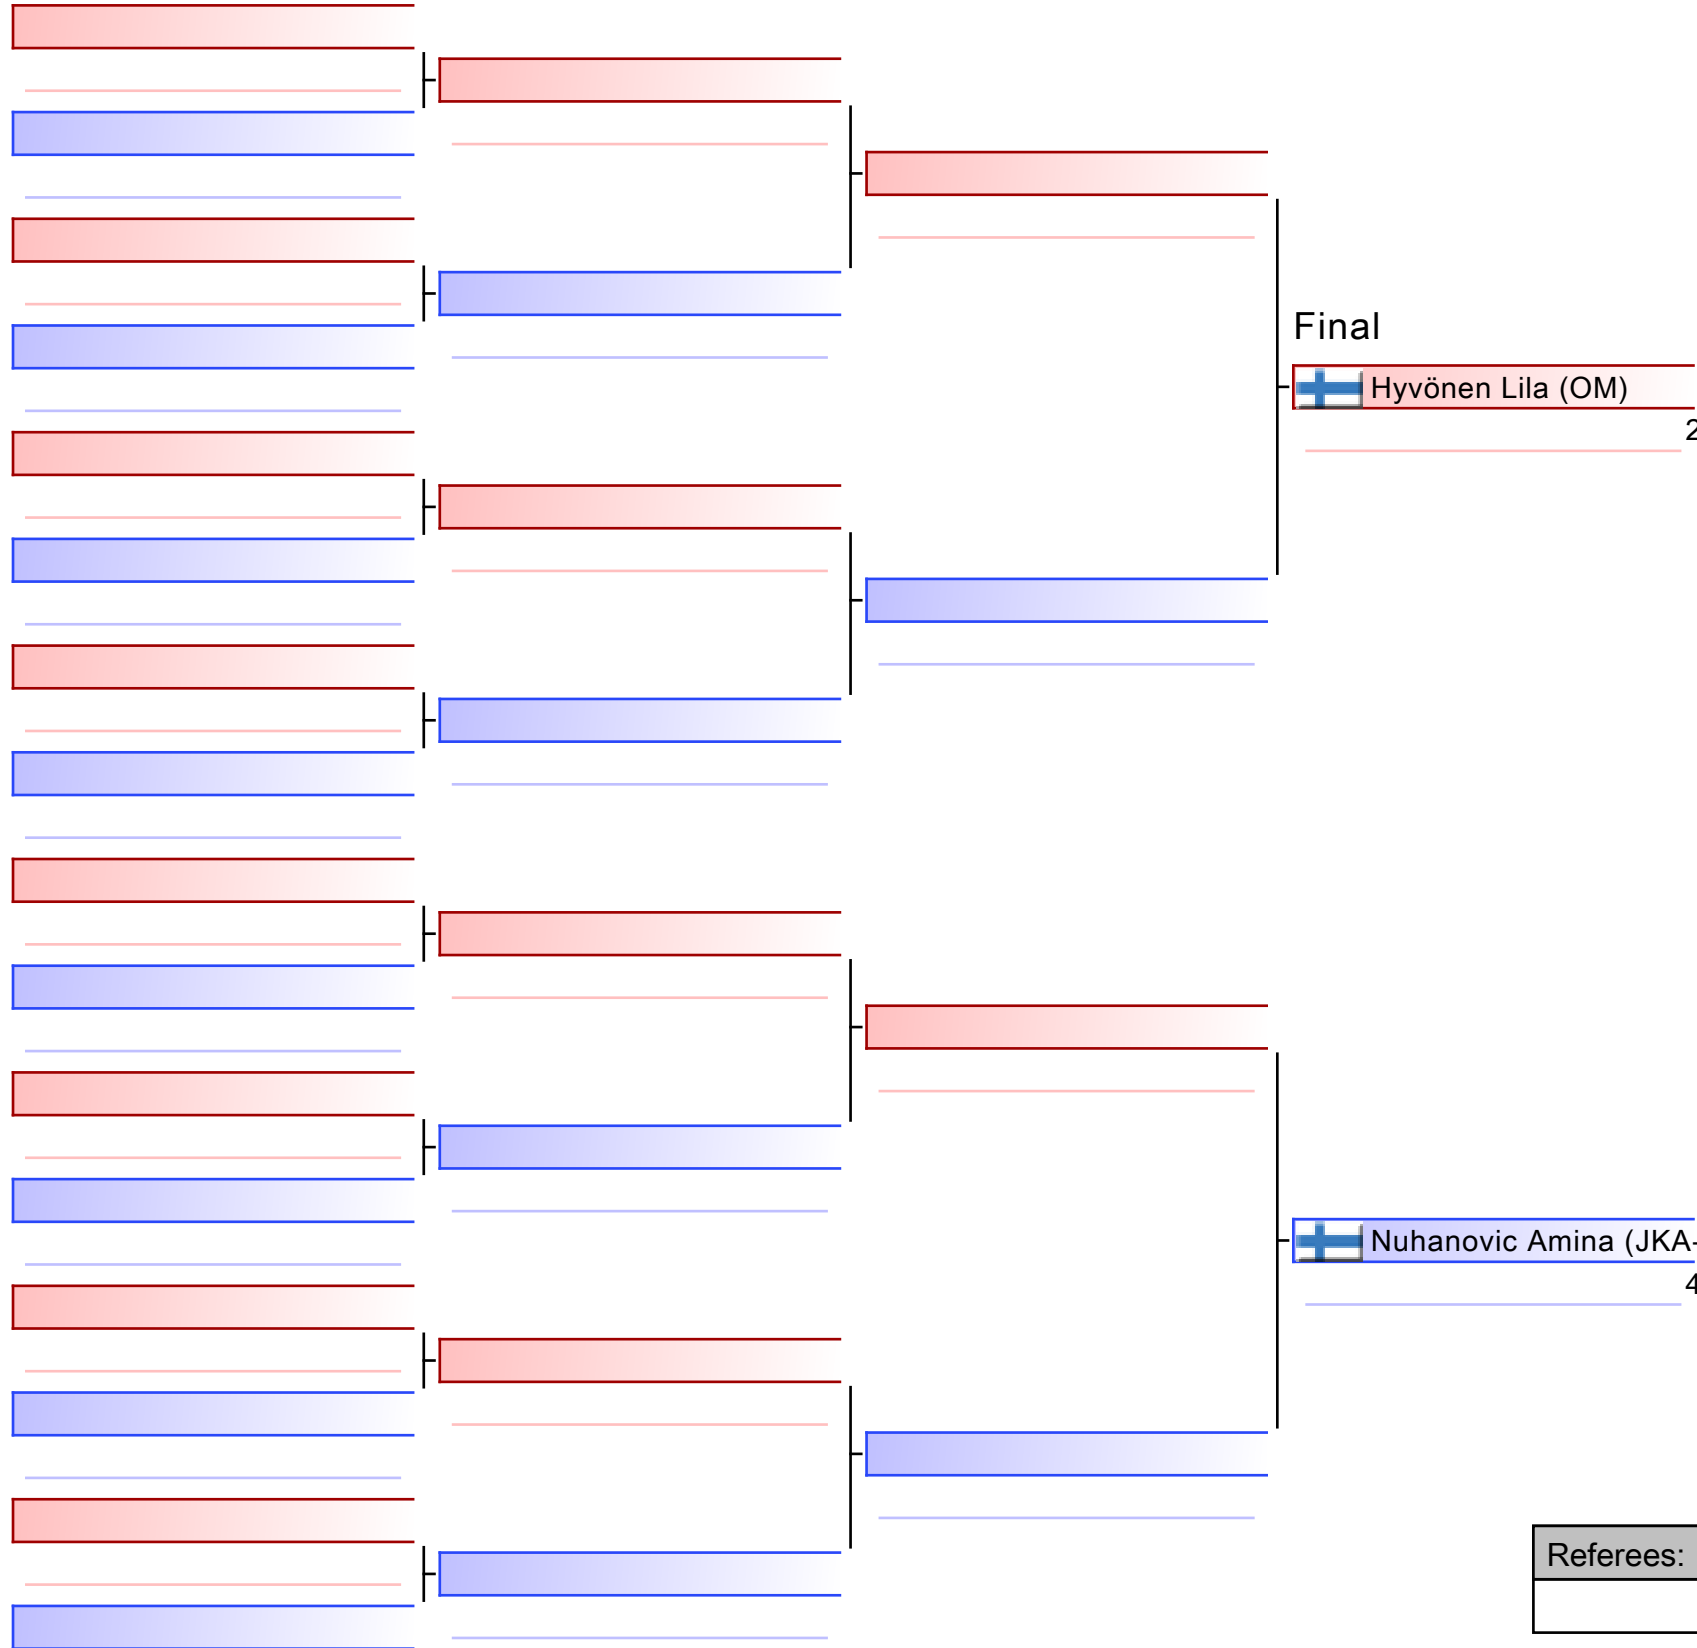 Final
Hyvönen Lila (OM)
2
Nuhanovic Amina (JKA-
4
Referees: